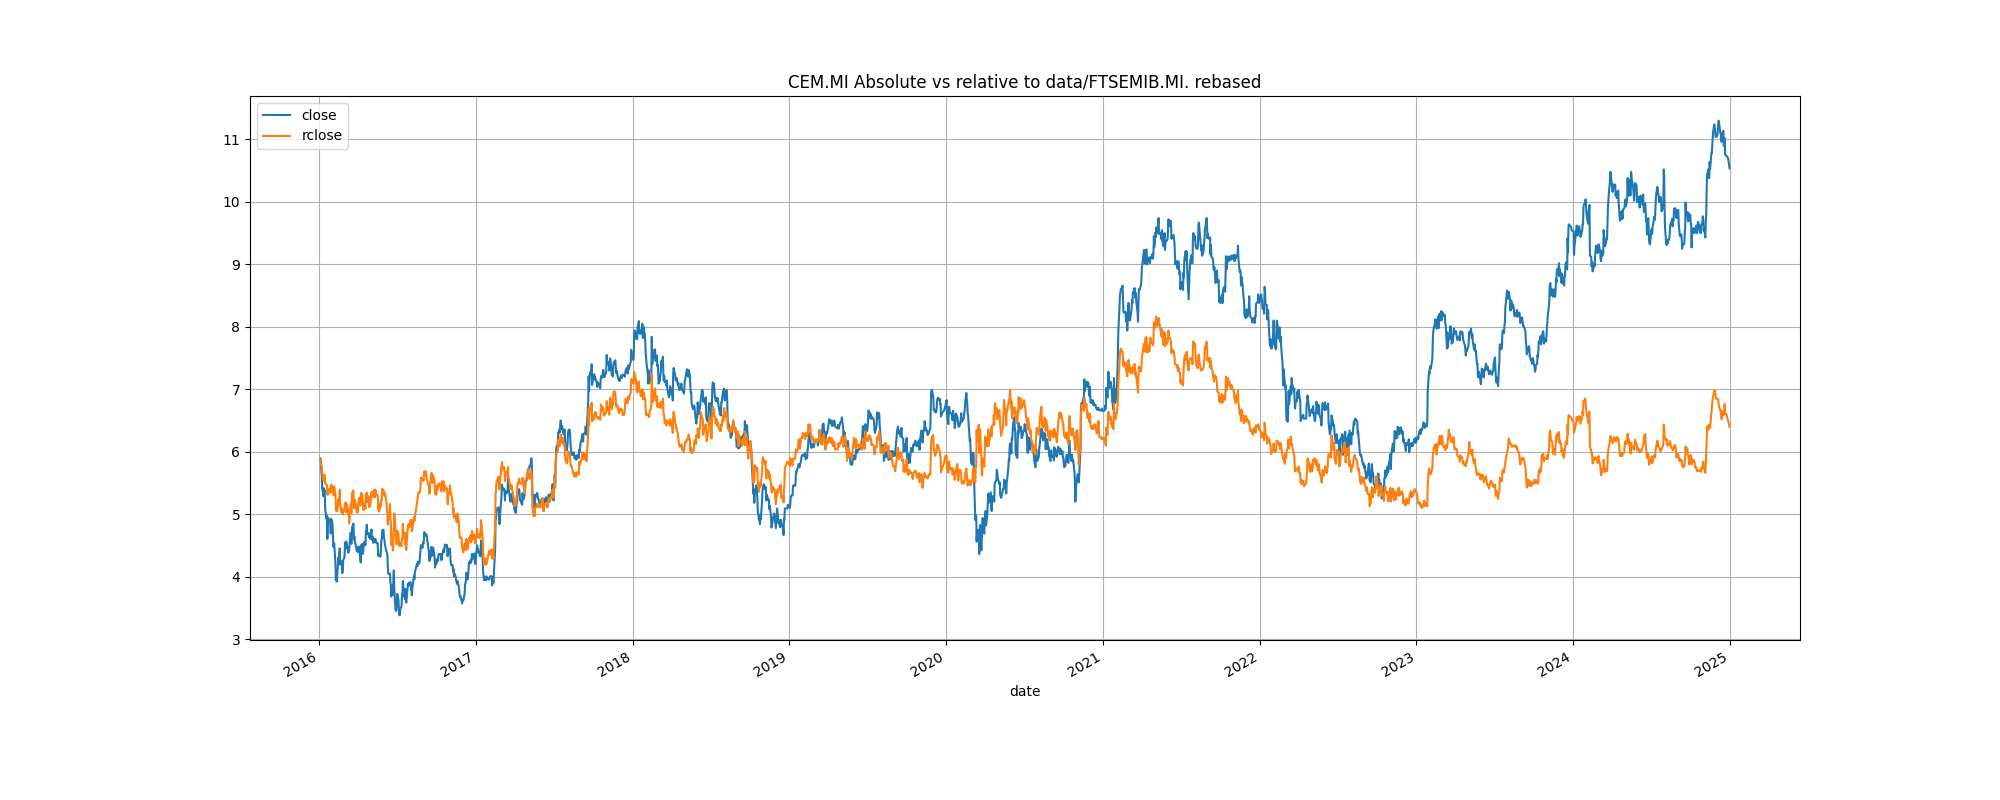 CEM.MI Absolute vs relative to data/FTSEMIB.MI. rebased
close
rclose
11
10
9
8
7
6
5
4
3
2016 2017 2018 2019 2020 2021 2022 2023 2024 2025
date